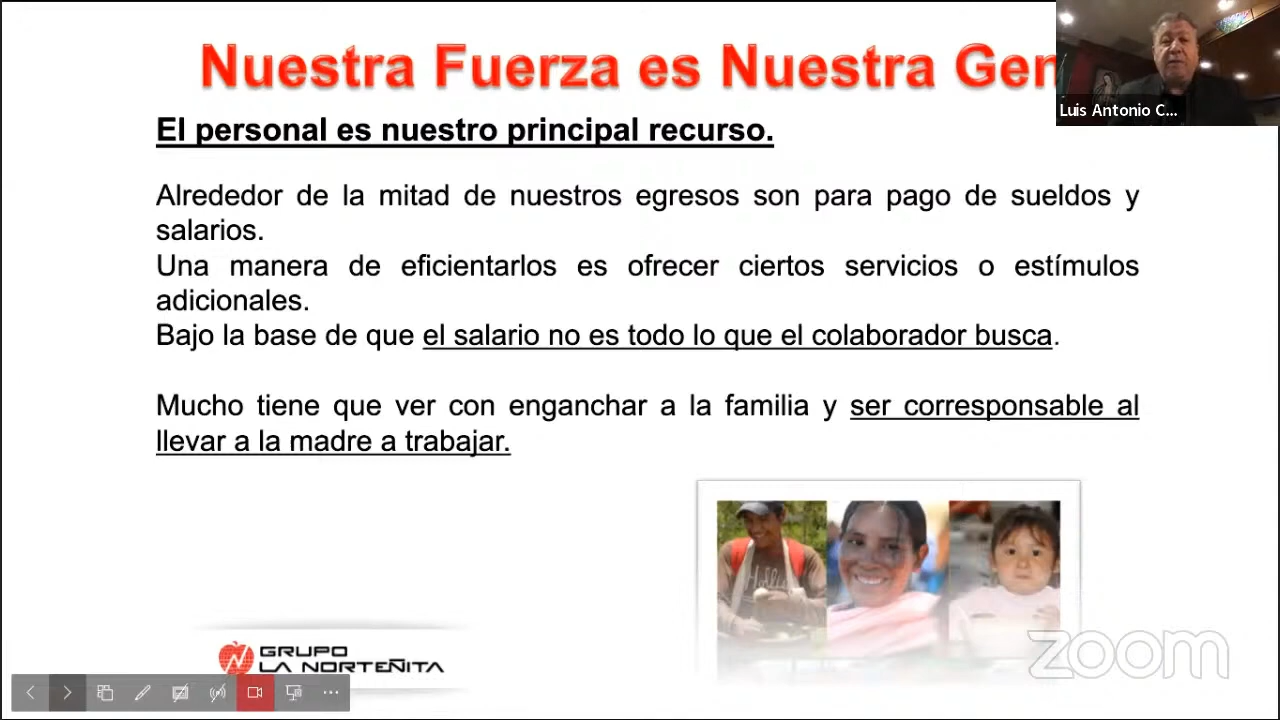 Nuestra Fuerza es Nuestra Gen
Luis Antonio C...
El personal es nuestro principal recurso.
Alrededor de la mitad de nuestros egresos son para pago de sueldos y
salarios.
Una manera de eficientarlos es ofrecer ciertos servicios o estímulos
adicionales.
Bajo la base de que el salario no es todo lo que el colaborador busca.
Mucho tiene que ver con enganchar a la familia y ser corresponsable al
llevar a la madre a trabajar.
GRUPO
LA NORTEÑITA
zoom